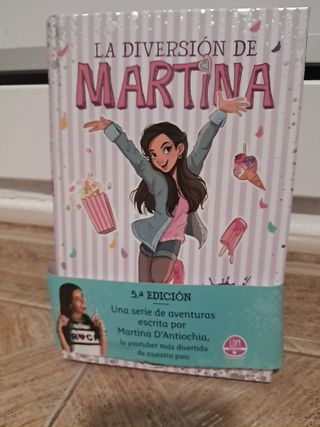 LA DIVERSIÓN DE
MARTINA
5.ª EDICIÓN
Una serie de aventuras
escrita por
Martina D'Antiochia,
la youtuber más divertida
de nuestro país
ROCK